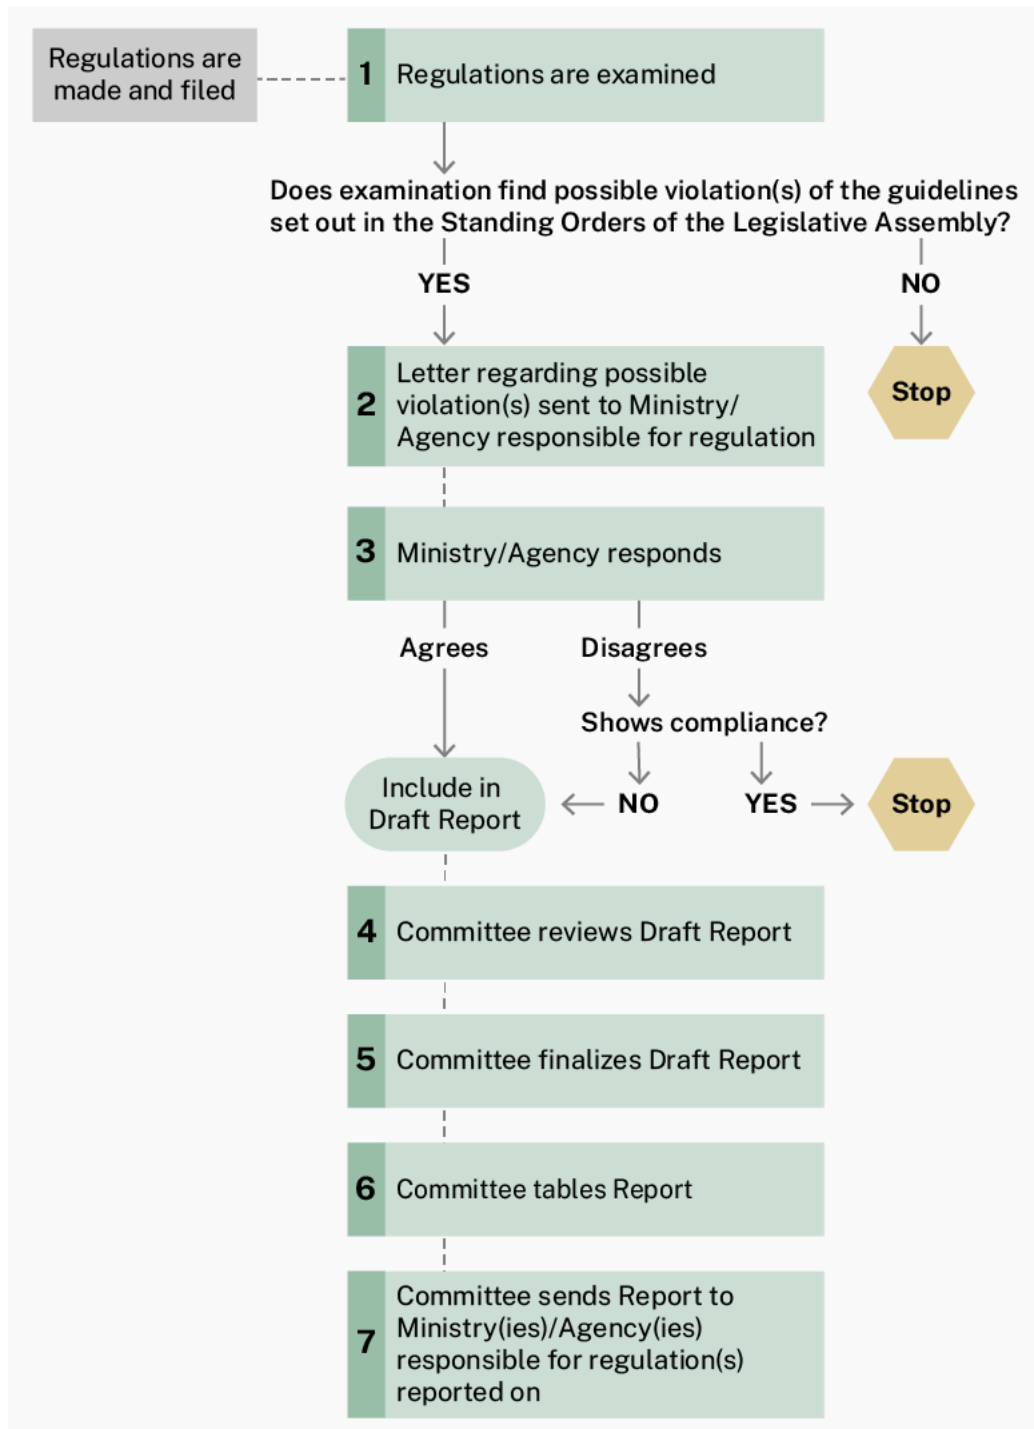 Regulations are
made and filed
1 Regulations are examined
Does examination find possible violation(s) of the guidelines
set out in the Standing Orders of the Legislative Assembly?
YES
NO
2 Letter regarding possible
violation(s) sent to Ministry/
Agency responsible for regulation
Stop
3 Ministry/Agency responds
Agrees
Disagrees
Shows compliance?
Include in
Draft Report
NO
YES
Stop
4 Committee reviews Draft Report
5 Committee finalizes Draft Report
6 Committee tables Report
7 Committee sends Report to
Ministry(ies)/Agency(ies)
responsible for regulation(s)
reported on